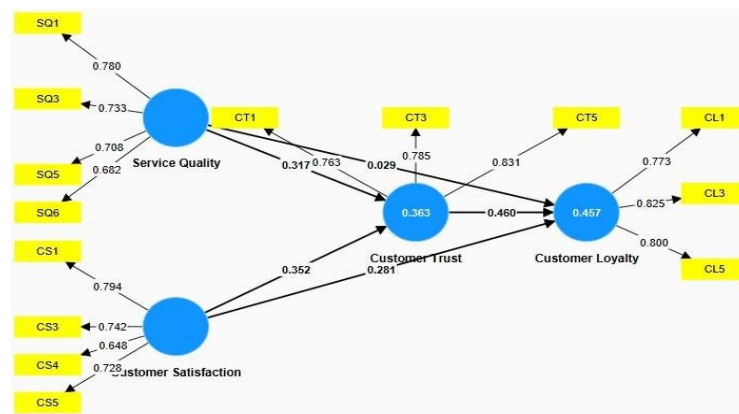 SQ1
0.780
SQ3
0.733
CT1
CT3
CT5
CL1
0.708
SQ5
Service Quality
0.317
0.763
0.785
0.029
0.831
0.773
0.682
SQ6
0.363
0.460
0.457
0.825
CL3
CS1
0.352
Customer Trust
0.281
Customer Loyalty
0.800
CL5
0.794
CS3
0.742
CS4
0.648
0.728
Customer Satisfaction
CS5